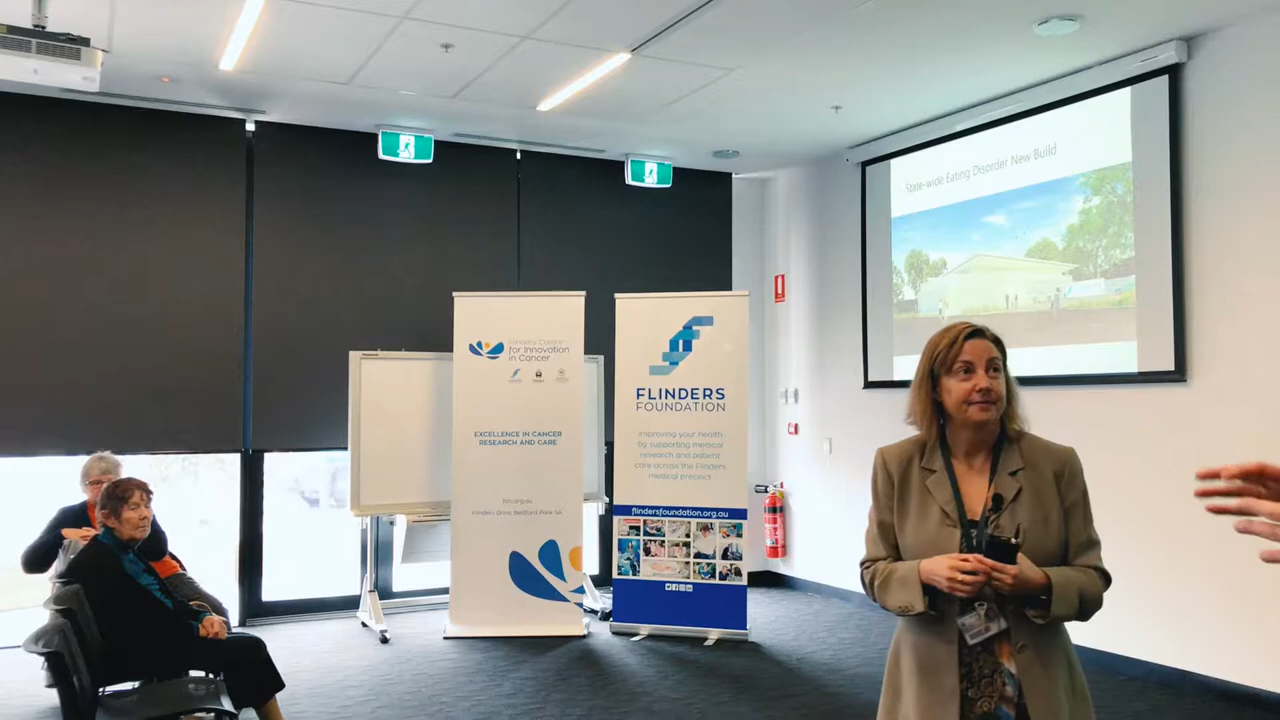 State-wide Eating Disorder New Build
Flinders Centre
for Innovation
in Cancer
EXCELLENCE IN CANCER
RESEARCH AND CARE
fcic.org.au
Flinders Drive, Bedford Park SA
FLINDERS
FOUNDATION
Improving your health
by supporting medical
research and patient
care across the Flinders
medical precinct
flindersfoundation.org.au
Panasonic